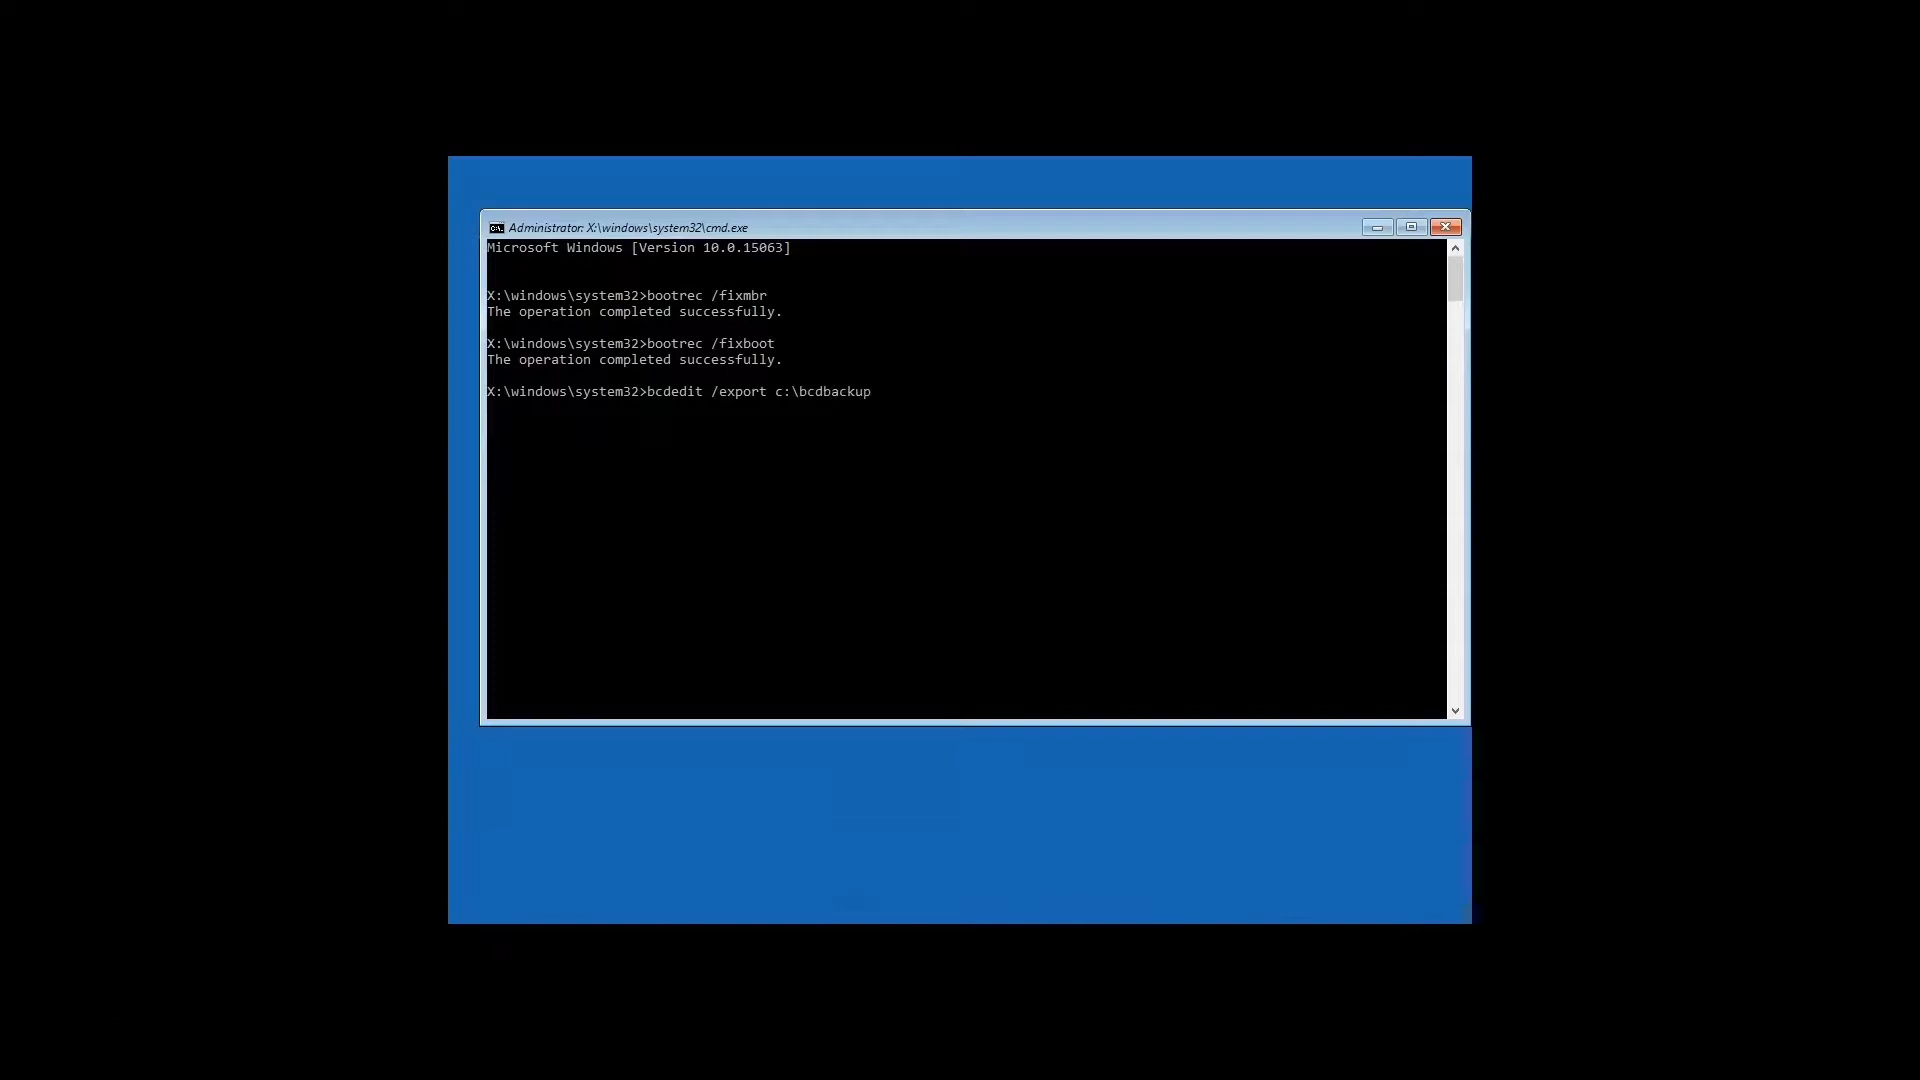 Administrator: X:\windows\system32\cmd.exe
Microsoft Windows [Version 10.0.15063]
X:\windows\system32>bootrec /fixmbr
The operation completed successfully.
X:\windows\system32>bootrec /fixboot
The operation completed successfully.
X:\windows\system32>bcdedit /export c:\bcdbackup